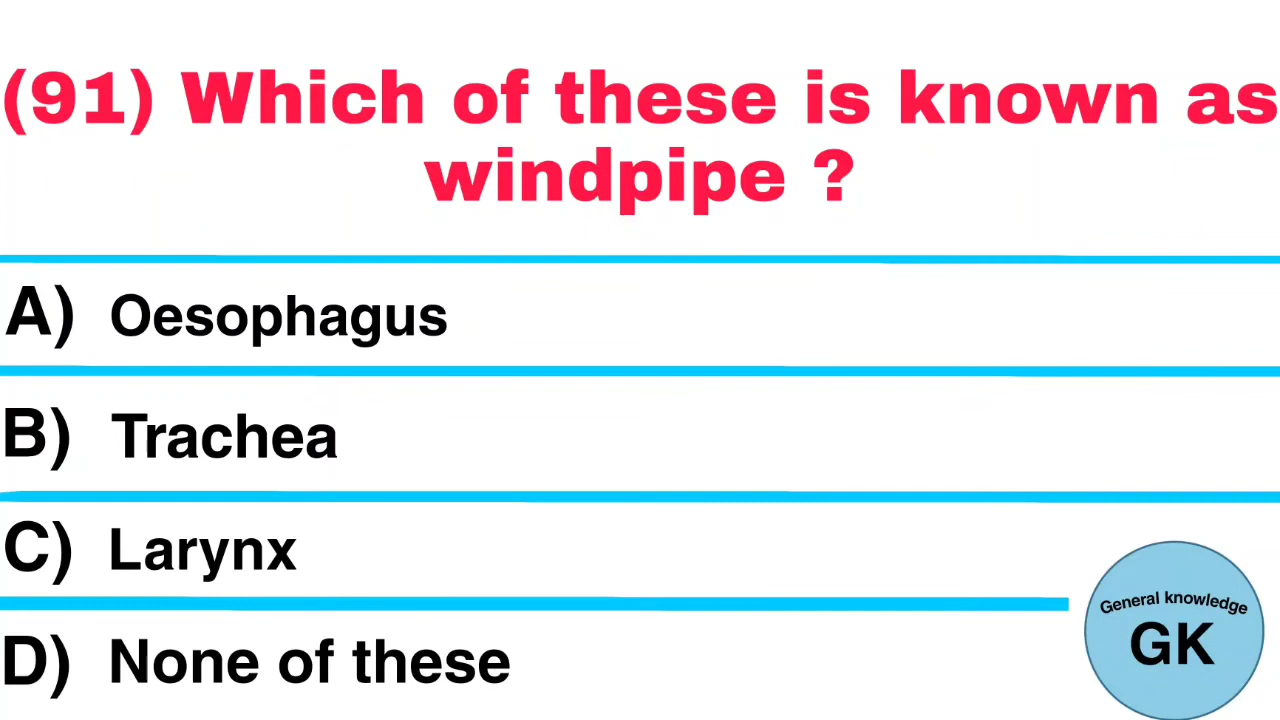 (91) Which of these is known as
windpipe ?
A) Oesophagus
B) Trachea
C) Larynx
D) None of these
General knowledge
GK